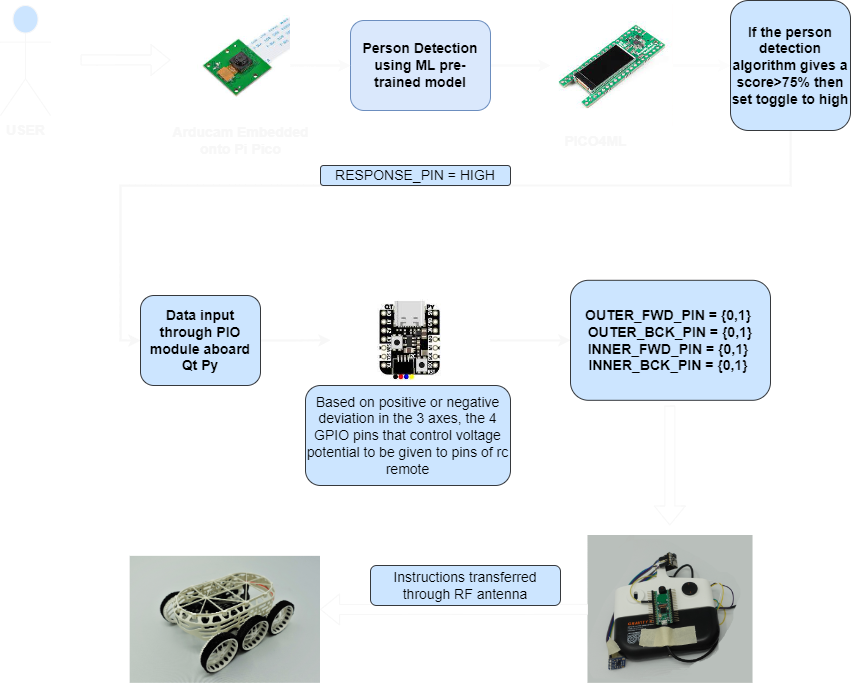 USER
Arducam Embedded
onto Pi Pico
Person Detection
using ML pre-
trained model
PICO4ML
If the person
detection
algorithm gives a
score>75% then
set toggle to high
RESPONSE_PIN = HIGH
Data input
through PIO
module aboard
Qt Py
Based on positive or negative
deviation in the 3 axes, the 4
GPIO pins that control voltage
potential to be given to pins of rc
remote
OUTER_FWD_PIN = {0,1}
OUTER_BCK_PIN = {0,1}
INNER_FWD_PIN = {0,1}
INNER_BCK_PIN = {0,1}
Instructions transferred
through RF antenna